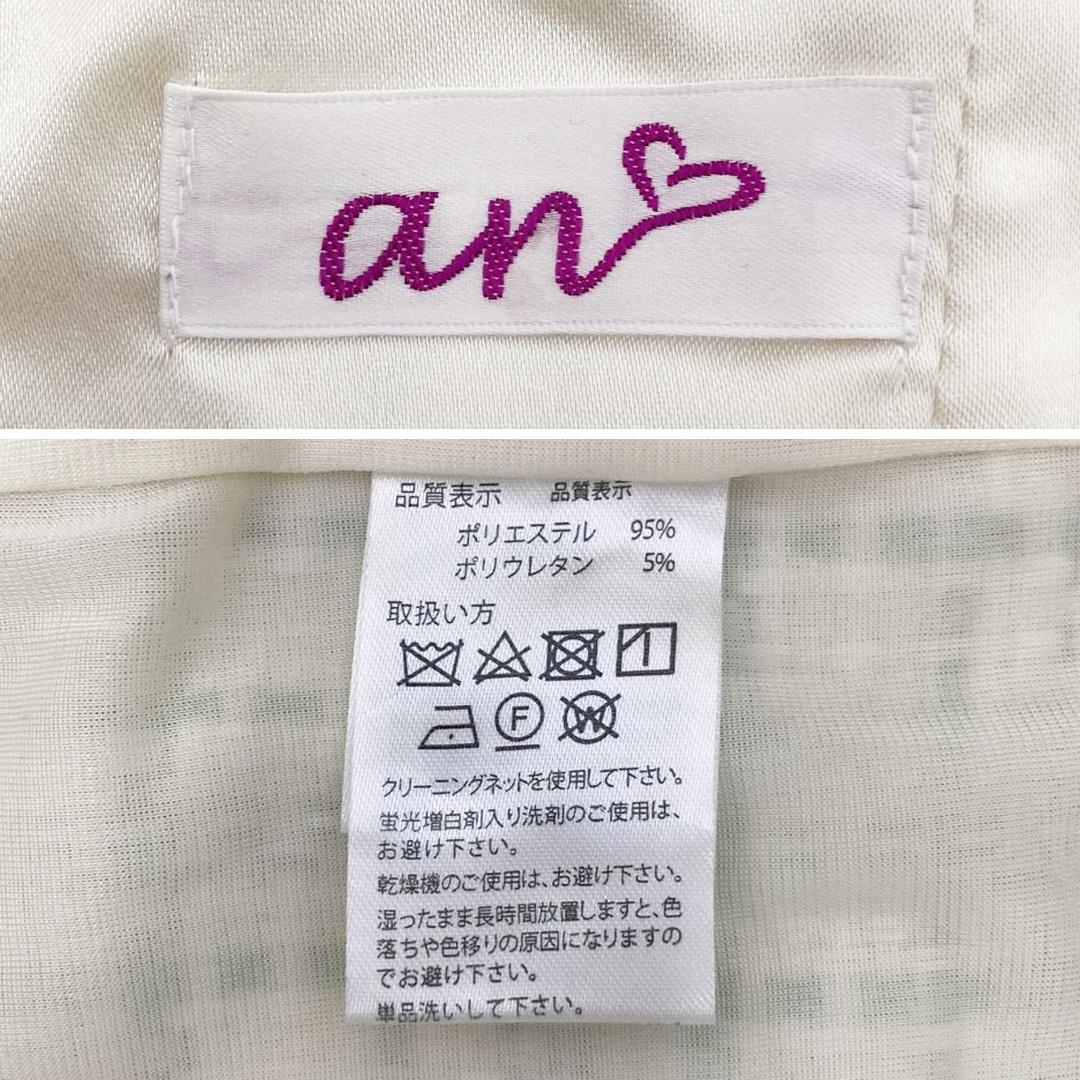 an
品質表示 品質表示
ポリエステル 95%
ポリウレタン 5%
取扱い方
F W
クリーニングネットを使用して下さい。
蛍光増白剤入り洗剤のご使用は、
お避け下さい。
乾燥機のご使用は、お避け下さい。
湿ったまま長時間放置しますと、色
落ちや色移りの原因になりますの
でお避け下さい。
単品洗いして下さい。